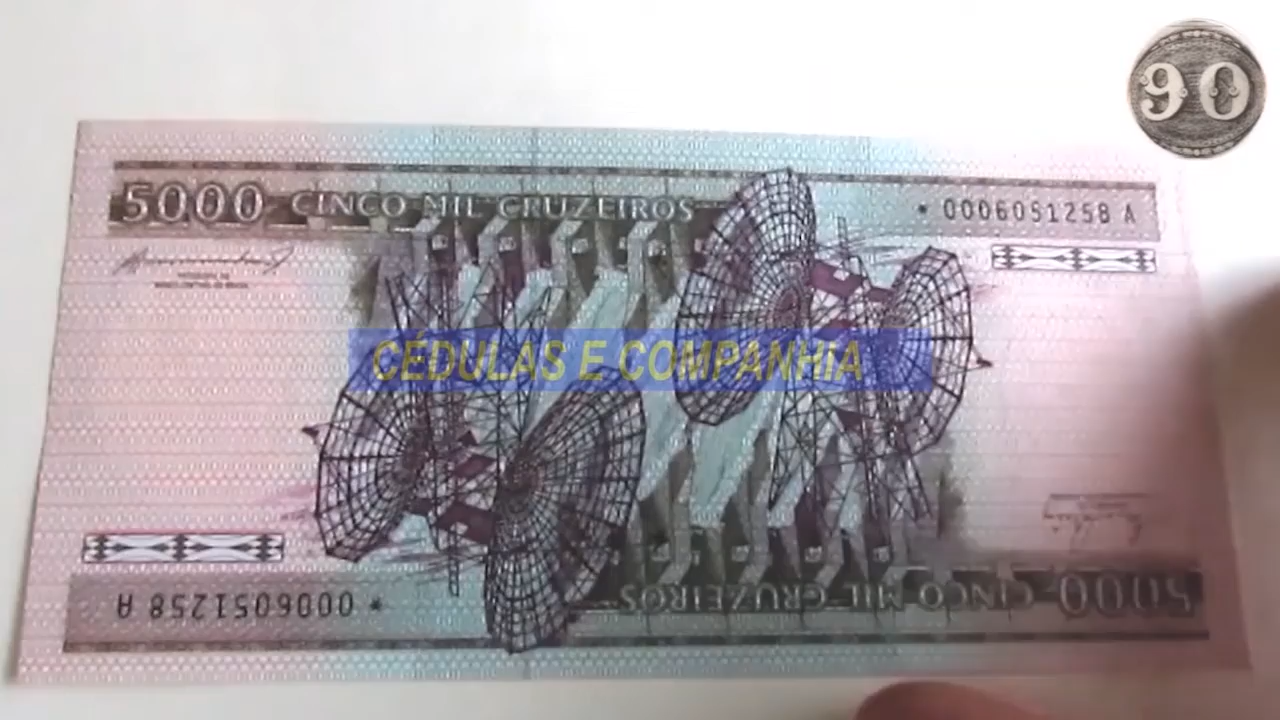 90
5000 CINCO MIL CRUZEIROS
* 0006051258 A
CÉDULAS E COMPANHIA
* 0006051258 A
5000 CINCO MIL CRUZEIROS